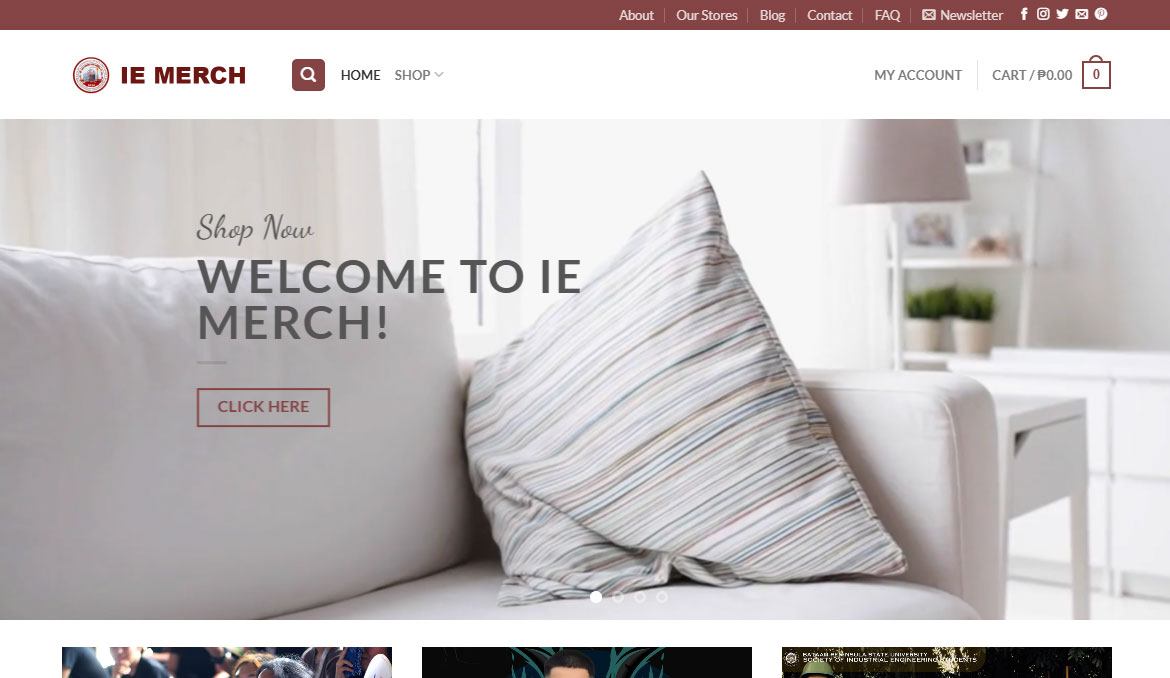 About
Our Stores
Blog
Contact
FAQ
Newsletter
IE MERCH
HOME
SHOP
MY ACCOUNT
CART / ₱0.00
0
Shop Now
WELCOME TO IE
MERCH!
CLICK HERE
BATAAN PENINSULA STATE UNIVERSITY
SOCIETY OF INDUSTRIAL ENGINEERING STUDENTS